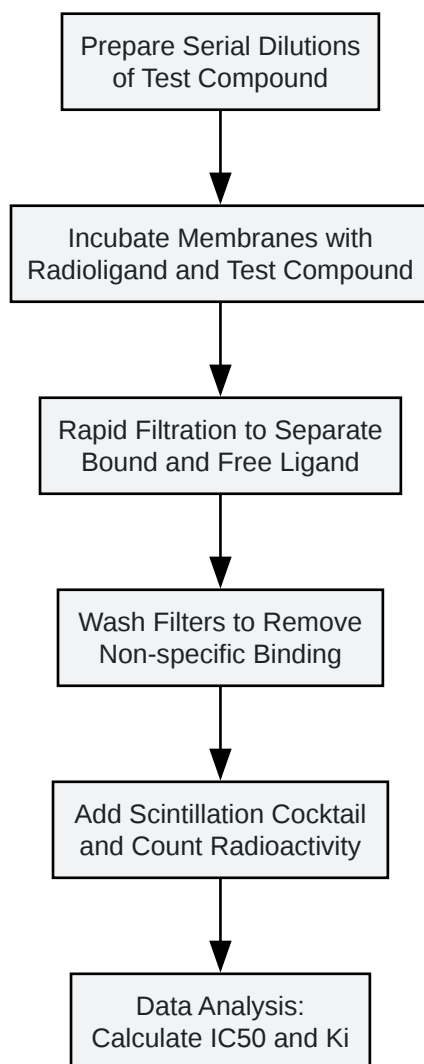 Prepare Serial Dilutions
of Test Compound
Incubate Membranes with
Radioligand and Test Compound
Rapid Filtration to Separate
Bound and Free Ligand
Wash Filters to Remove
Non-specific Binding
Add Scintillation Cocktail
and Count Radioactivity
Data Analysis:
Calculate IC50 and Ki